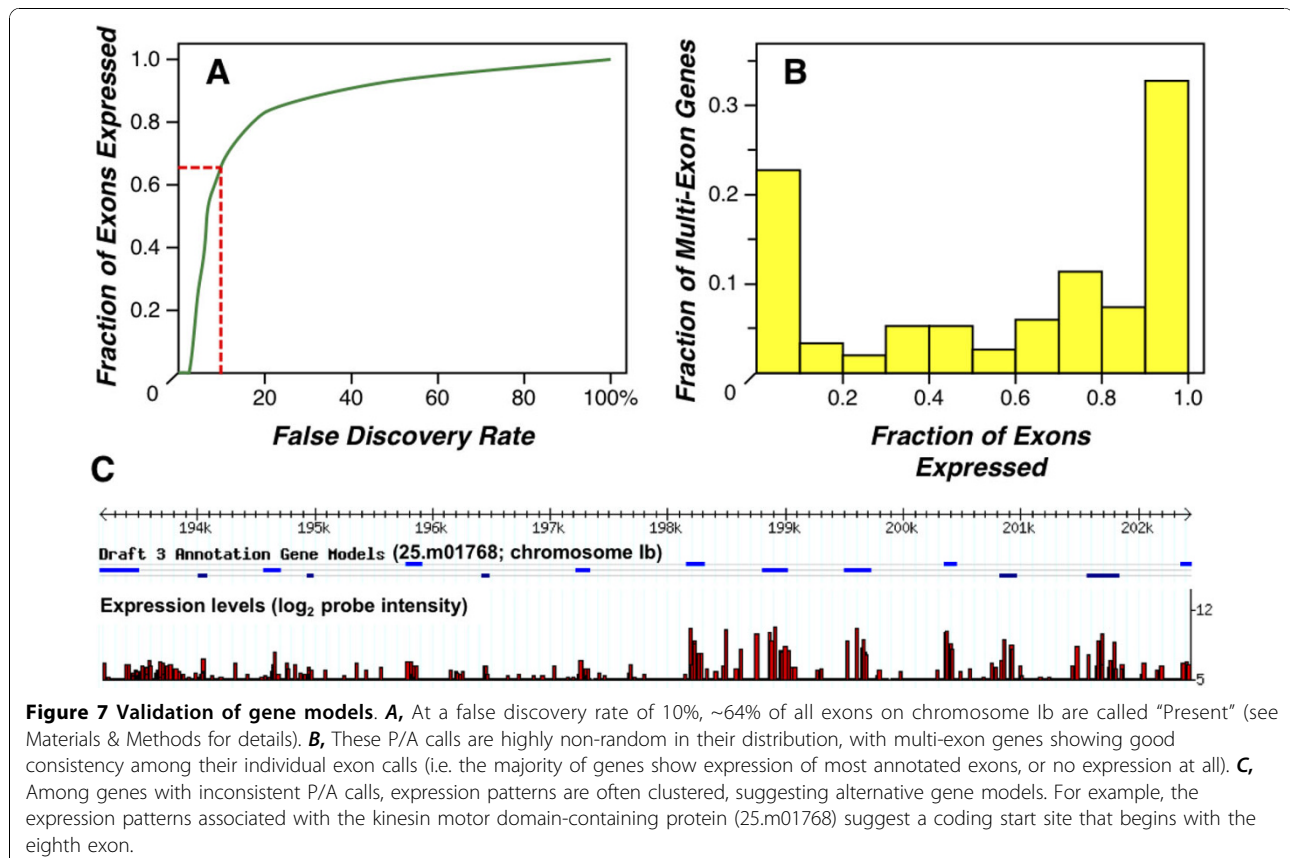 A
Fraction of Exons Expressed
1.0
0.8
0.6
0.4
0.2
0
20
40
60
80
100%
False Discovery Rate
B
Fraction of Multi-Exon Genes
0.3
0.2
0.1
0
0.2
0.4
0.6
0.8
1.0
Fraction of Exons
Expressed
C
194k 195k 196k 197k 198k 199k 200k 201k 202k
Draft 3 Annotation Gene Models (25.m01768; chromosome Ib)
Expression levels (log₂ probe intensity)
12
5
Figure 7 Validation of gene models. A, At a false discovery rate of 10%, ~64% of all exons on chromosome Ib are called “Present” (see
Materials & Methods for details). B, These P/A calls are highly non-random in their distribution, with multi-exon genes showing good
consistency among their individual exon calls (i.e. the majority of genes show expression of most annotated exons, or no expression at all). C,
Among genes with inconsistent P/A calls, expression patterns are often clustered, suggesting alternative gene models. For example, the
expression patterns associated with the kinesin motor domain-containing protein (25.m01768) suggest a coding start site that begins with the
eighth exon.